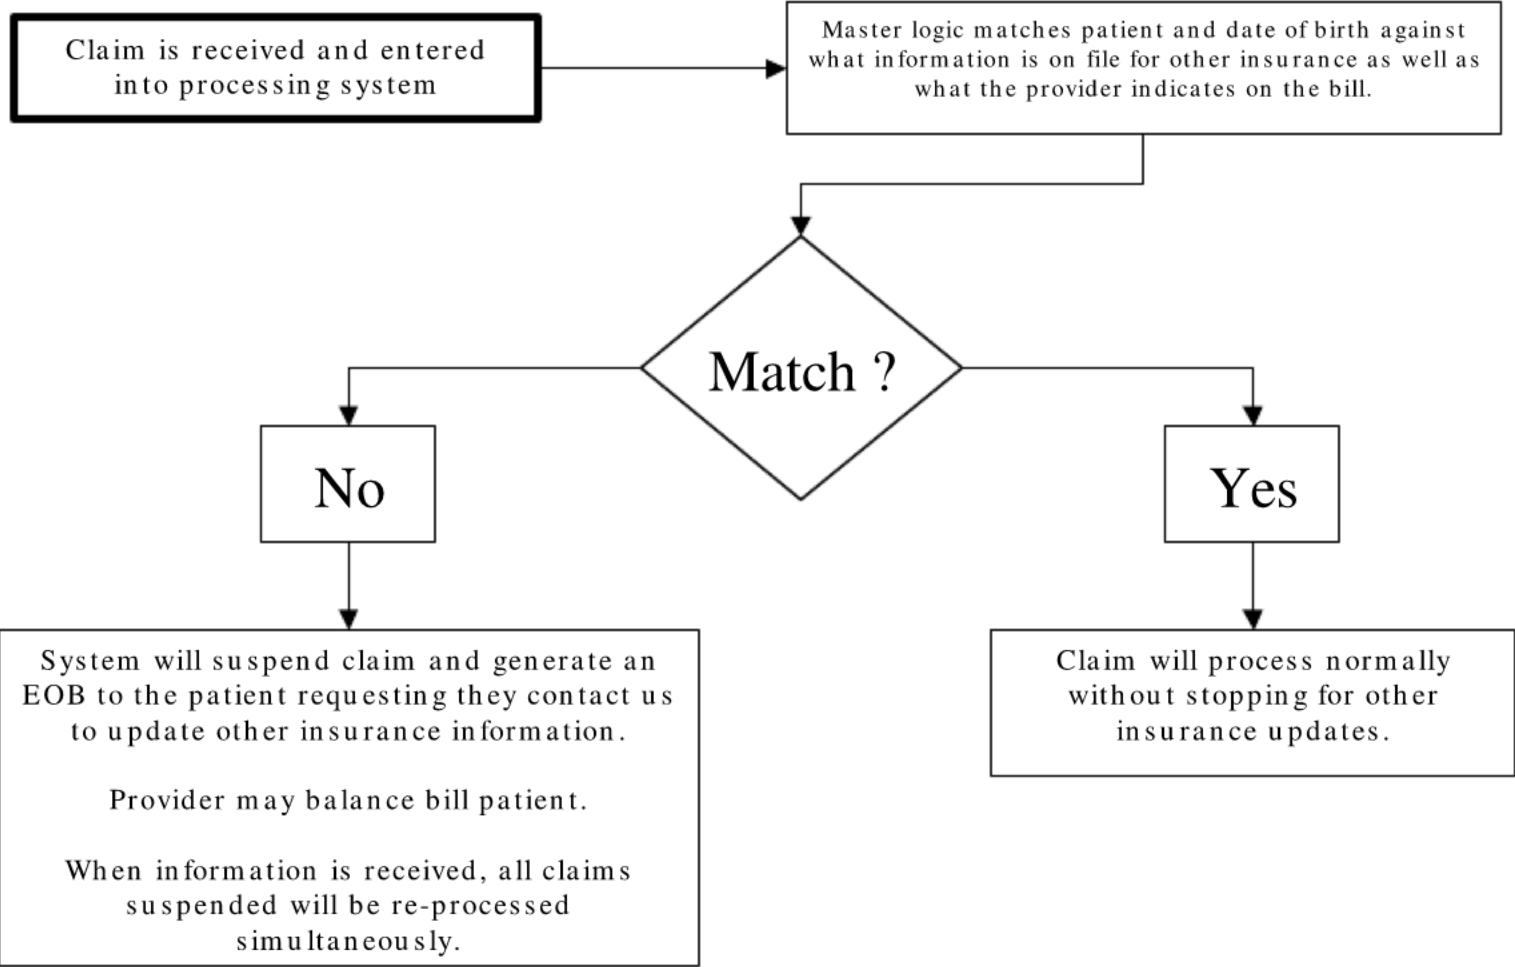 Claim is received and entered
into processing system
Master logic matches patient and date of birth against
what information is on file for other insurance as well as
what the provider indicates on the bill.
Match ?
No
Yes
System will suspend claim and generate an
EOB to the patient requesting they contact us
to update other insurance information.
Provider may balance bill patient.
When information is received, all claims
suspended will be re-processed
simultaneously.
Claim will process normally
without stopping for other
insurance updates.